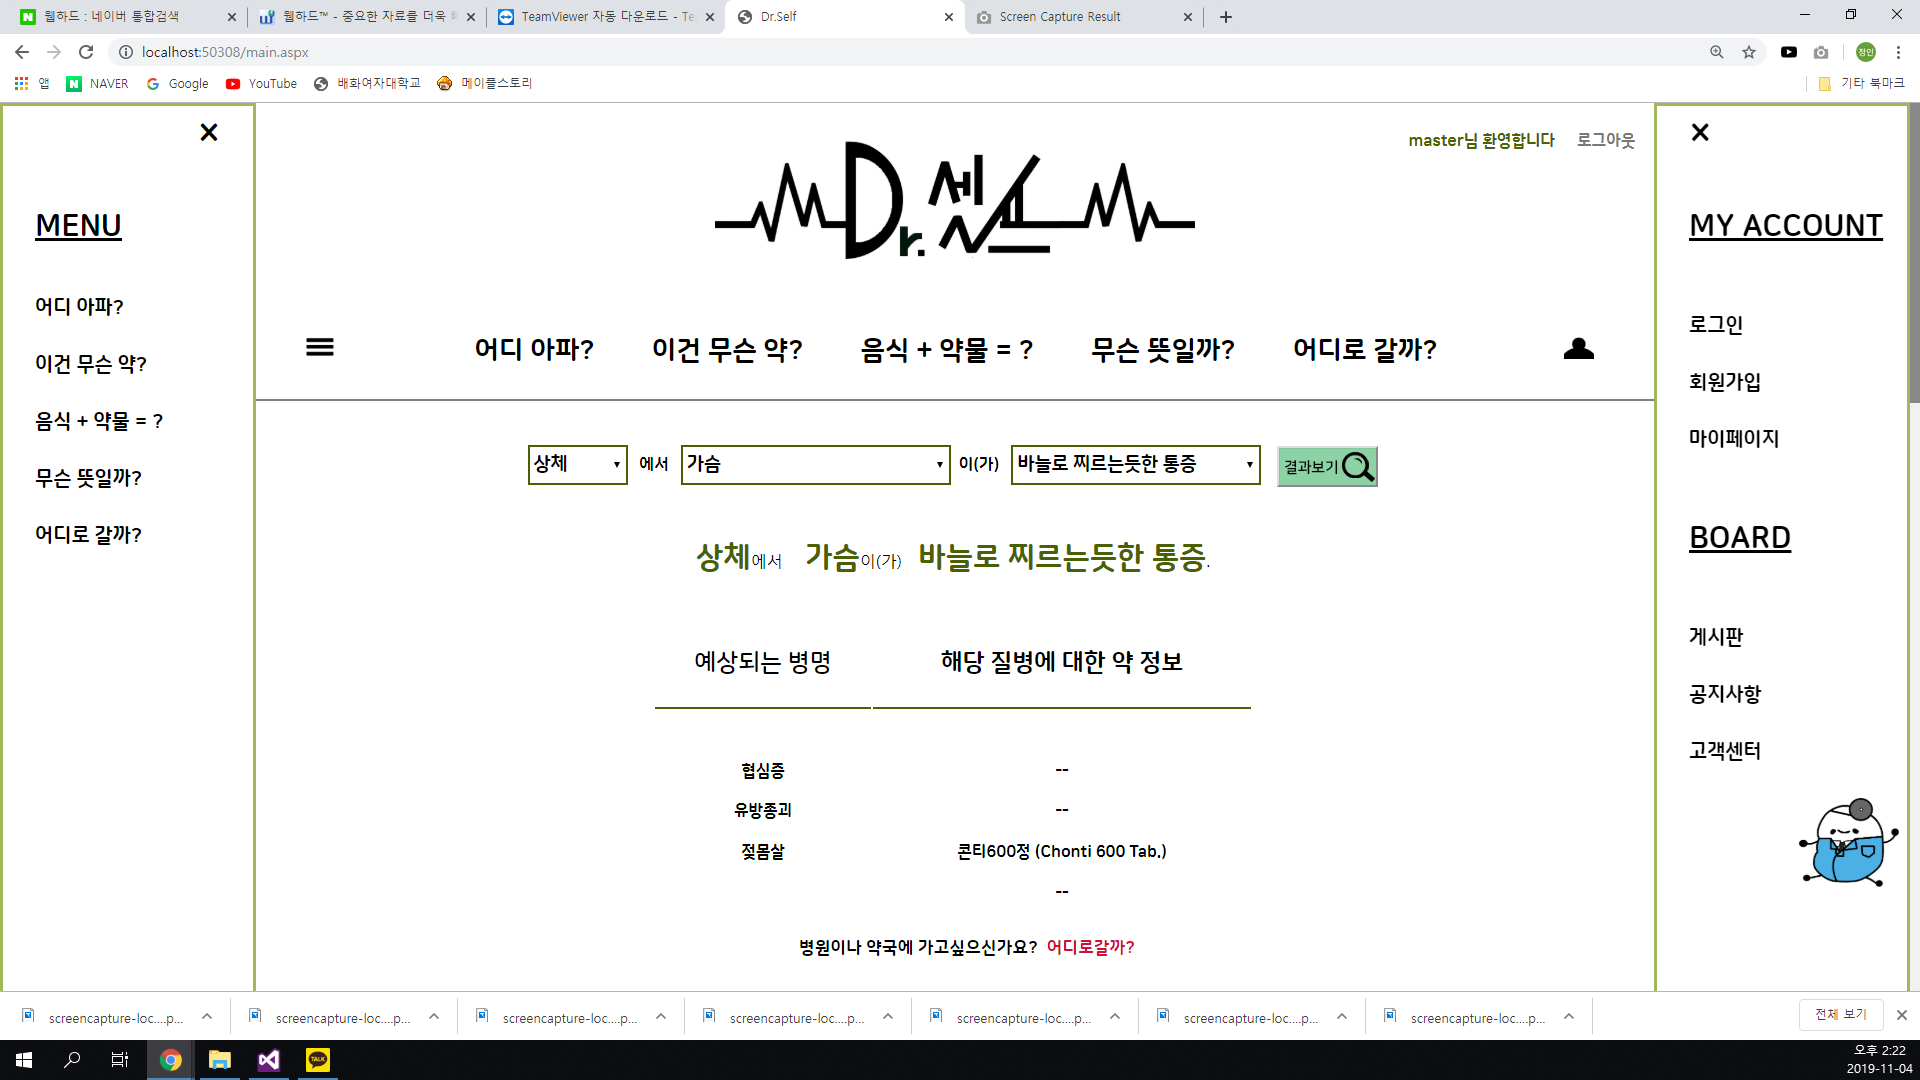 웹하드 : 네이버 통합검색
웹하드™ - 중요한 자료를 더욱
TeamViewer 자동 다운로드 - Te
Dr.Self
Screen Capture Result
localhost:50308/main.aspx
정인
앱
NAVER
Google
YouTube
배화여자대학교
메이플스토리
기타 북마크
master님 환영합니다
로그아웃
Dr. 셀프
MENU
어디 아파?
이건 무슨 약?
음식 + 약물 = ?
무슨 뜻일까?
어디로 갈까?
어디 아파?
이건 무슨 약?
음식 + 약물 = ?
무슨 뜻일까?
어디로 갈까?
상체 에서 가슴 이(가) 바늘로 찌르는듯한 통증 결과보기
상체에서 가슴이(가) 바늘로 찌르는듯한 통증.
예상되는 병명
해당 질병에 대한 약 정보
협심증 --
유방종괴 --
젖몸살 콘티600정 (Chonti 600 Tab.)
--
병원이나 약국에 가고싶으신가요? 어디로갈까?
MY ACCOUNT
로그인
회원가입
마이페이지
BOARD
게시판
공지사항
고객센터
screencapture-loc....p...
screencapture-loc....p...
screencapture-loc....p...
screencapture-loc....p...
screencapture-loc....p...
screencapture-loc....p...
screencapture-loc....p...
전체 보기
TALK
오후 2:22
2019-11-04